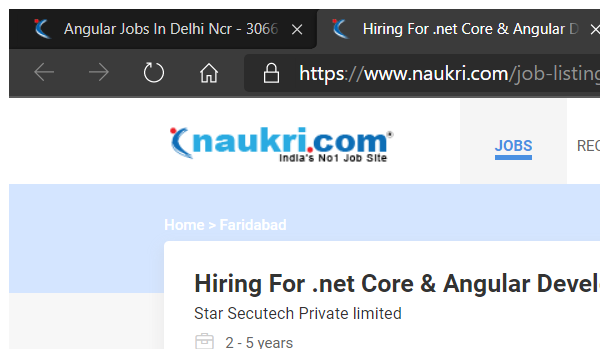 Angular Jobs In Delhi Ncr - 3066
Hiring For .net Core & Angular D
https://www.naukri.com/job-listing
naukri.com
India's No1 Job Site
JOBS
REC
Home > Faridabad
Hiring For .net Core & Angular Devel
Star Secutech Private limited
2 - 5 years